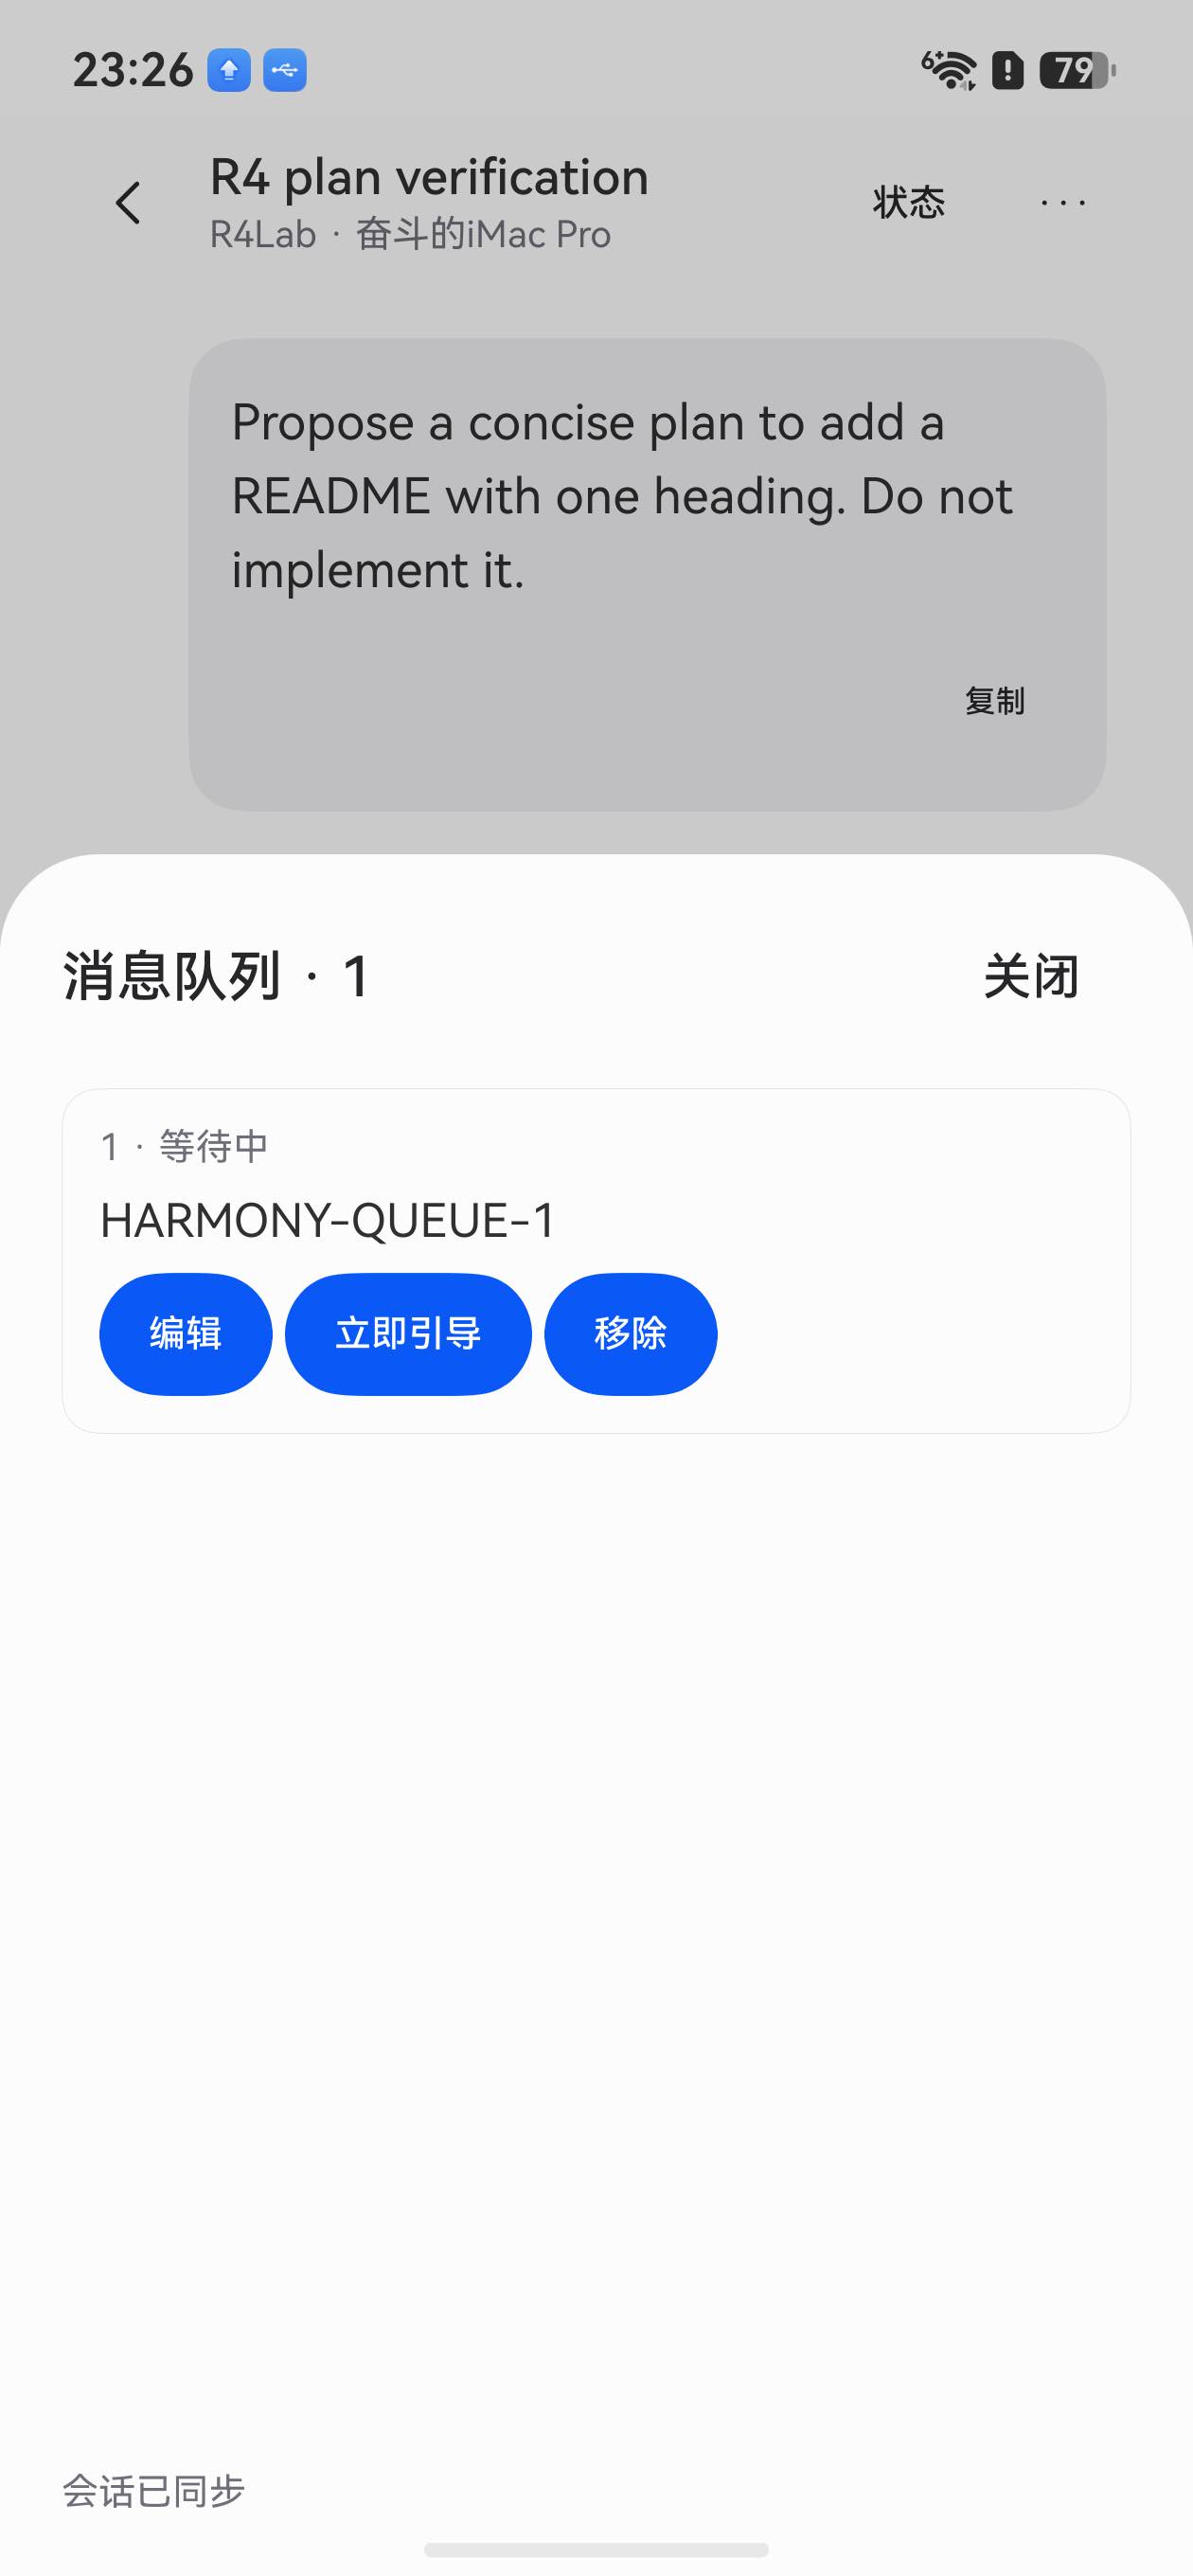 23:26
79
R4 plan verification
R4Lab · 奋斗的iMac Pro
状态
Propose a concise plan to add a
README with one heading. Do not
implement it.
复制
消息队列 · 1
关闭
1 · 等待中
HARMONY-QUEUE-1
编辑
立即引导
移除
会话已同步